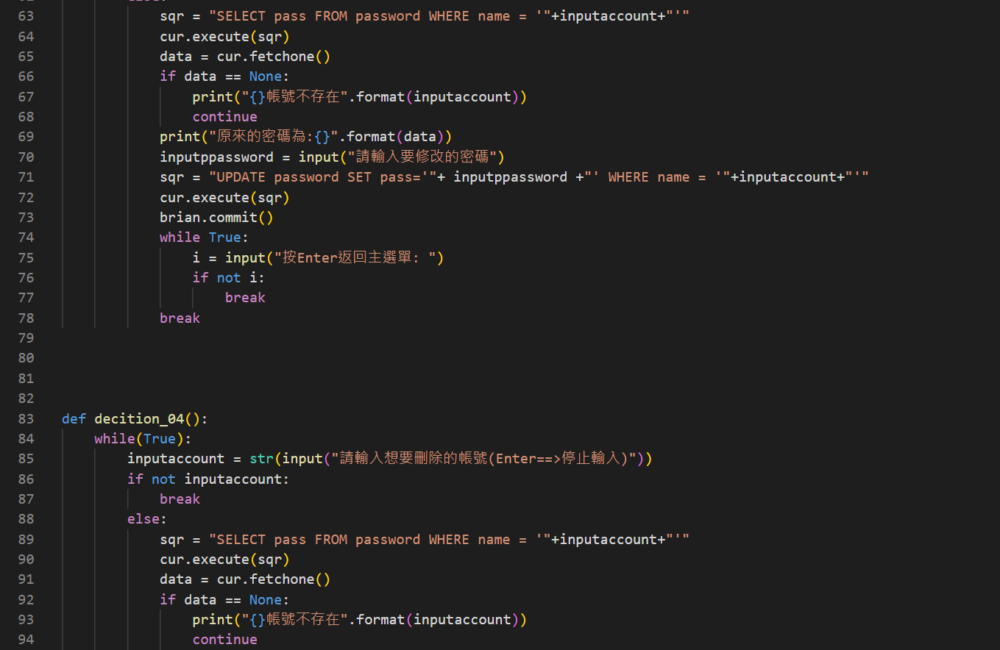 63 sqr = "SELECT pass FROM password WHERE name = '"+inputaccount+"'"
64 cur.execute(sqr)
65 data = cur.fetchone()
66 if data == None:
67 print("{}帳號不存在".format(inputaccount))
68 continue
69 print("原來的密碼為:{}".format(data))
70 inputppassword = input("請輸入要修改的密碼")
71 sqr = "UPDATE password SET pass='"+ inputppassword +"' WHERE name = '"+inputaccount+"'"
72 cur.execute(sqr)
73 brian.commit()
74 while True:
75 i = input("按Enter返回主選單: ")
76 if not i:
77 break
78 break
79
80
81
82
83 def decition_04():
84 while(True):
85 inputaccount = str(input("請輸入想要刪除的帳號(Enter==>停止輸入)"))
86 if not inputaccount:
87 break
88 else:
89 sqr = "SELECT pass FROM password WHERE name = '"+inputaccount+"'"
90 cur.execute(sqr)
91 data = cur.fetchone()
92 if data == None:
93 print("{}帳號不存在".format(inputaccount))
94 continue